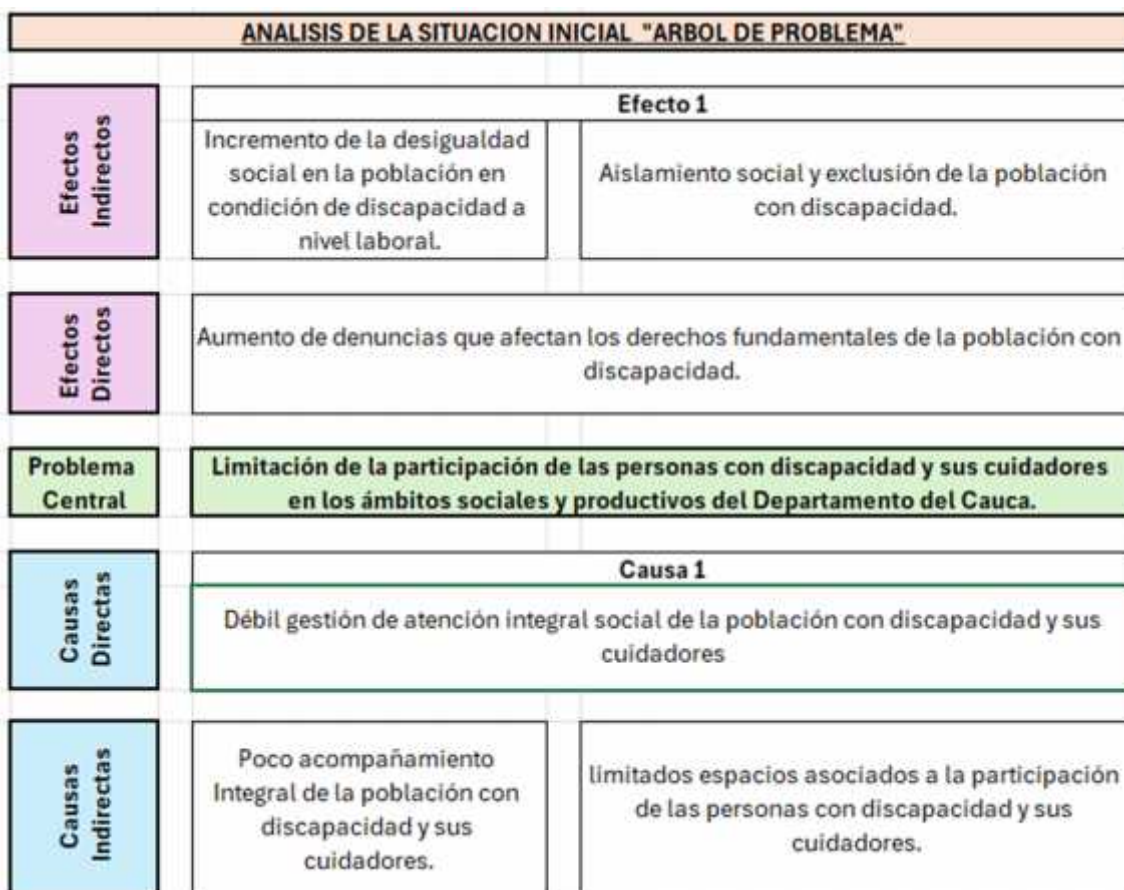 ANALISIS DE LA SITUACION INICIAL "ARBOL DE PROBLEMA"
Efectos
Indirectos
Efecto 1
Incremento de la desigualdad
social en la población en
condición de discapacidad a
nivel laboral.
Aislamiento social y exclusión de la población
con discapacidad.
Efectos
Directos
Aumento de denuncias que afectan los derechos fundamentales de la población con
discapacidad.
Problema
Central
Limitación de la participación de las personas con discapacidad y sus cuidadores
en los ámbitos sociales y productivos del Departamento del Cauca.
Causas
Directas
Causa 1
Débil gestión de atención integral social de la población con discapacidad y sus
cuidadores
Causas
Indirectas
Poco acompañamiento
Integral de la población con
discapacidad y sus
cuidadores.
limitados espacios asociados a la participación
de las personas con discapacidad y sus
cuidadores.